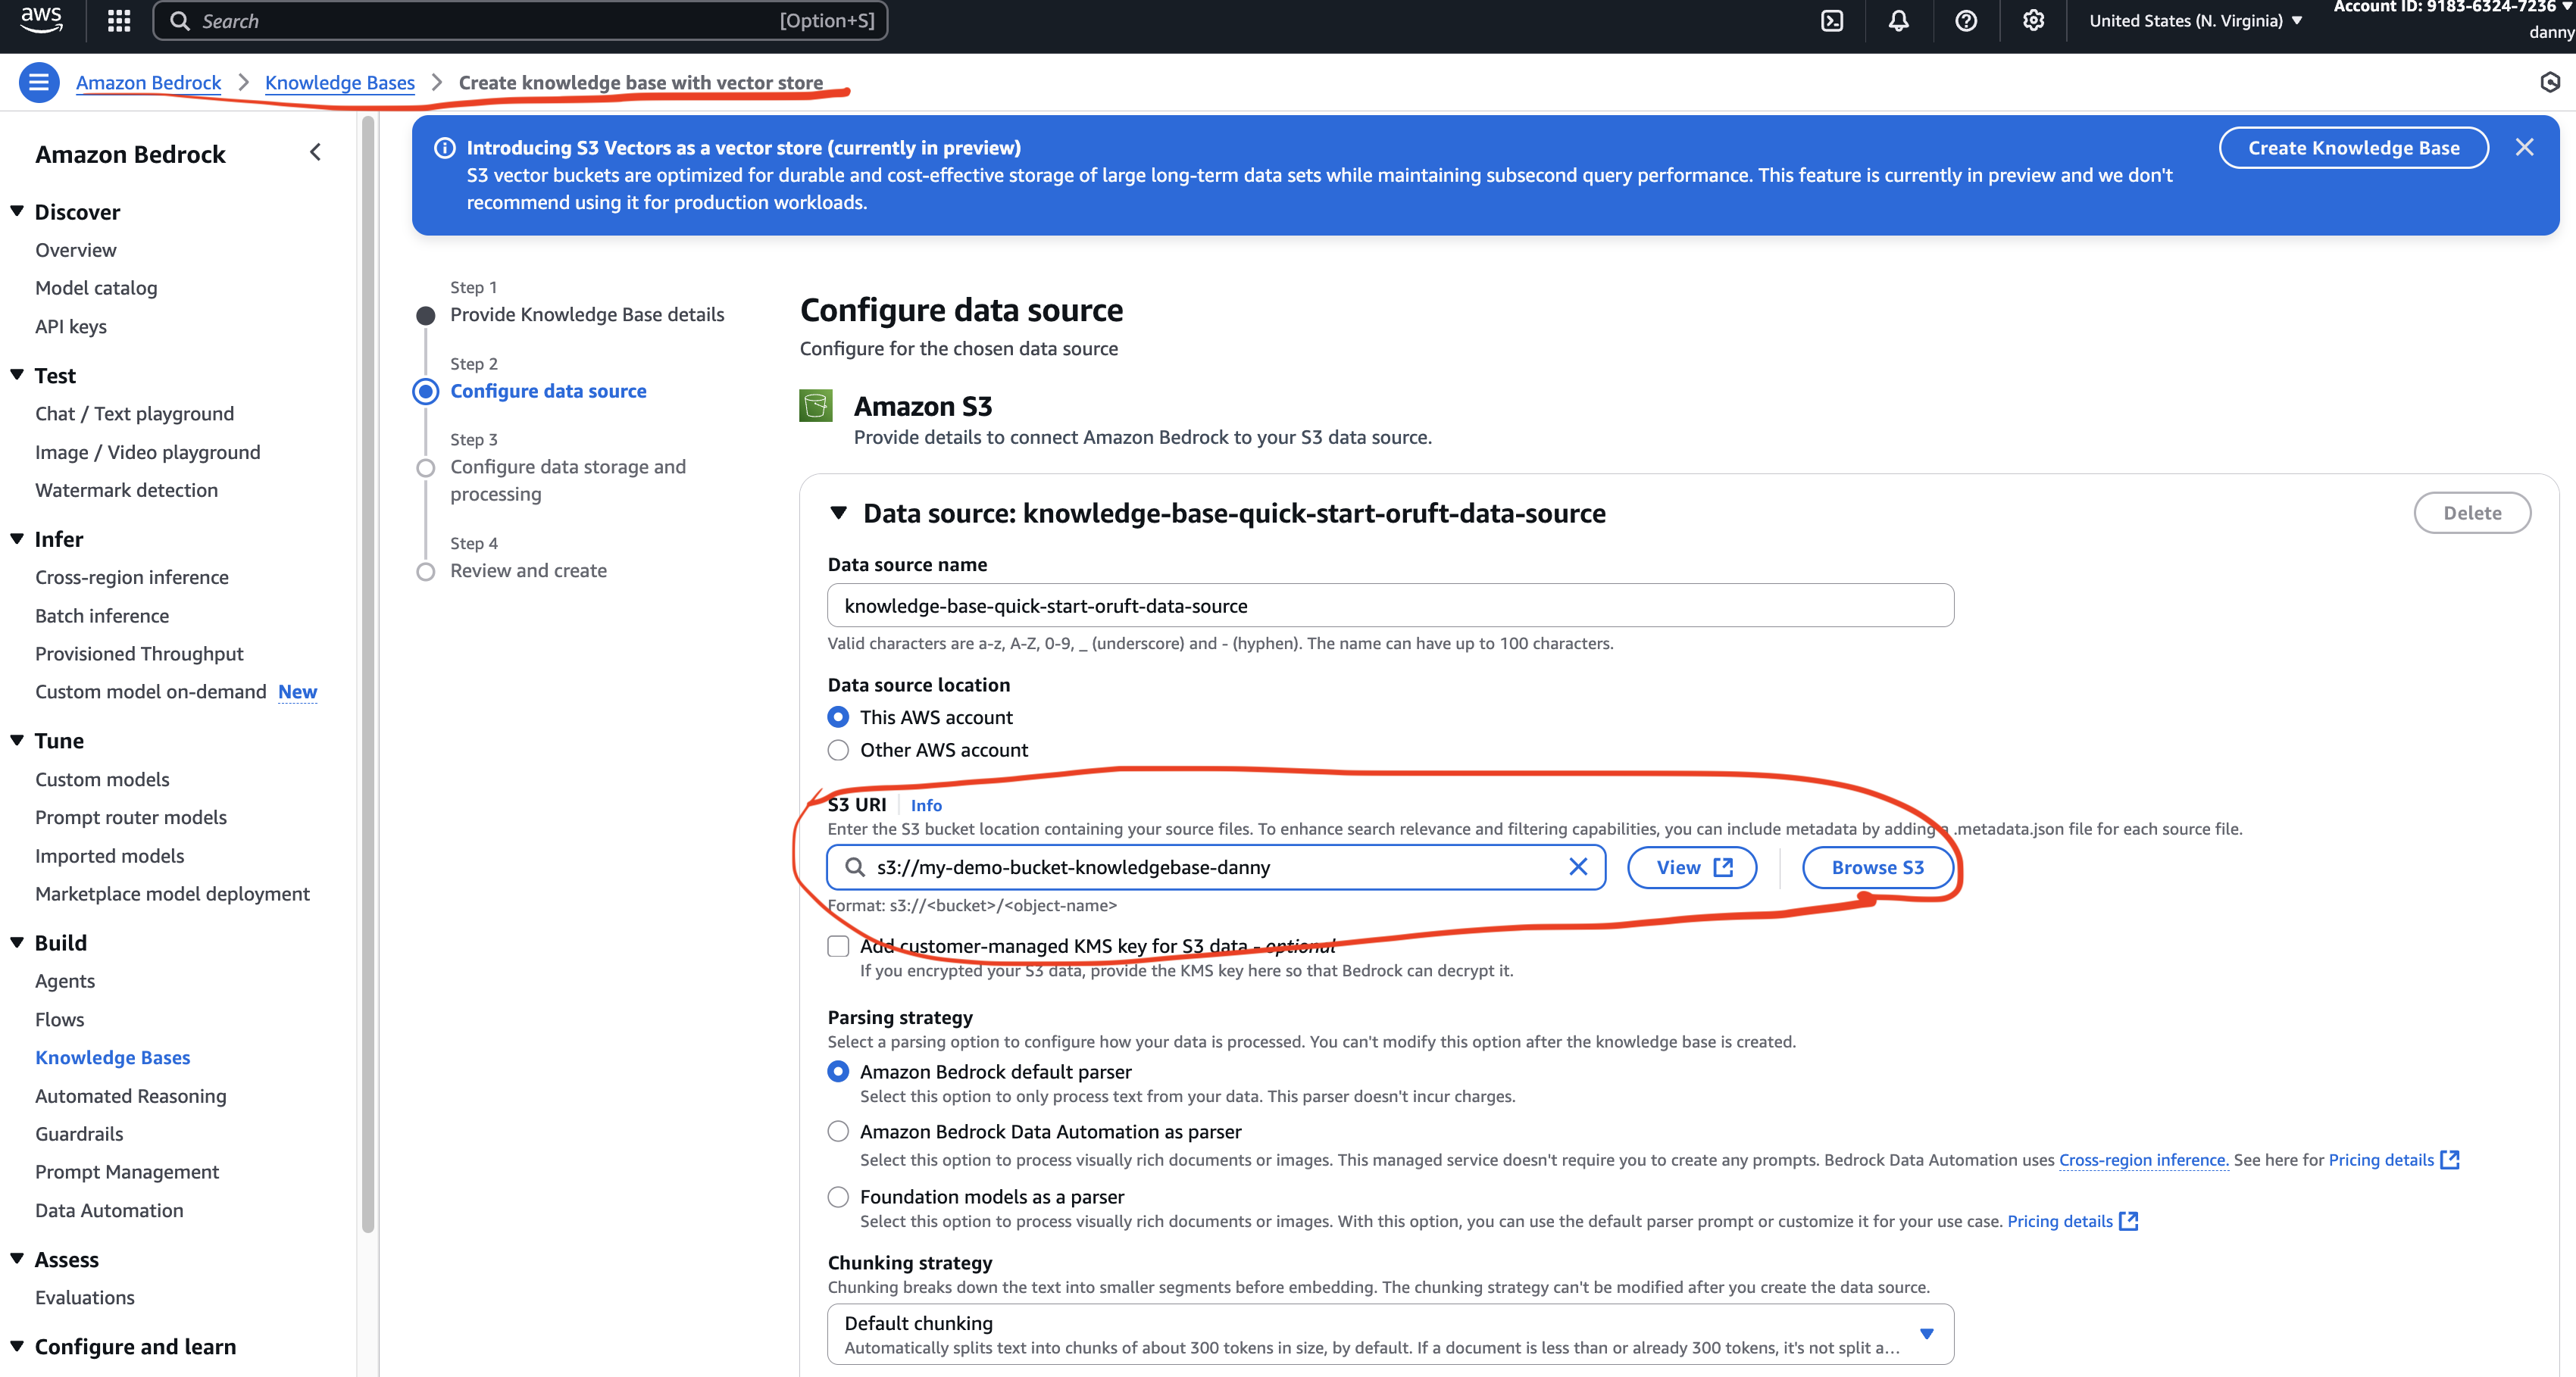 aws
Search
[Option+S]
United States (N. Virginia)
Account ID: 9183-6324-7236
danny
Amazon Bedrock
Knowledge Bases
Create knowledge base with vector store
Amazon Bedrock
Discover
Overview
Model catalog
API keys
Test
Chat / Text playground
Image / Video playground
Watermark detection
Infer
Cross-region inference
Batch inference
Provisioned Throughput
Custom model on-demand New
Tune
Custom models
Prompt router models
Imported models
Marketplace model deployment
Build
Agents
Flows
Knowledge Bases
Automated Reasoning
Guardrails
Prompt Management
Data Automation
Assess
Evaluations
Configure and learn
Introducing S3 Vectors as a vector store (currently in preview)
S3 vector buckets are optimized for durable and cost-effective storage of large long-term data sets while maintaining subsecond query performance. This feature is currently in preview and we don't
recommend using it for production workloads.
Create Knowledge Base
Step 1
Provide Knowledge Base details
Step 2
Configure data source
Step 3
Configure data storage and
processing
Step 4
Review and create
Configure data source
Configure for the chosen data source
Amazon S3
Provide details to connect Amazon Bedrock to your S3 data source.
Data source: knowledge-base-quick-start-oruft-data-source
Delete
Data source name
knowledge-base-quick-start-oruft-data-source
Valid characters are a-z, A-Z, 0-9, _ (underscore) and - (hyphen). The name can have up to 100 characters.
Data source location
This AWS account
Other AWS account
S3 URI Info
Enter the S3 bucket location containing your source files. To enhance search relevance and filtering capabilities, you can include metadata by adding a .metadata.json file for each source file.
s3://my-demo-bucket-knowledgebase-danny
View
Browse S3
Format: s3://<bucket>/<object-name>
Add customer-managed KMS key for S3 data - optional
If you encrypted your S3 data, provide the KMS key here so that Bedrock can decrypt it.
Parsing strategy
Select a parsing option to configure how your data is processed. You can't modify this option after the knowledge base is created.
Amazon Bedrock default parser
Select this option to only process text from your data. This parser doesn't incur charges.
Amazon Bedrock Data Automation as parser
Select this option to process visually rich documents or images. This managed service doesn't require you to create any prompts. Bedrock Data Automation uses Cross-region inference. See here for Pricing details
Foundation models as a parser
Select this option to process visually rich documents or images. With this option, you can use the default parser prompt or customize it for your use case. Pricing details
Chunking strategy
Chunking breaks down the text into smaller segments before embedding. The chunking strategy can't be modified after you create the data source.
Default chunking
Automatically splits text into chunks of about 300 tokens in size, by default. If a document is less than or already 300 tokens, it's not split a...